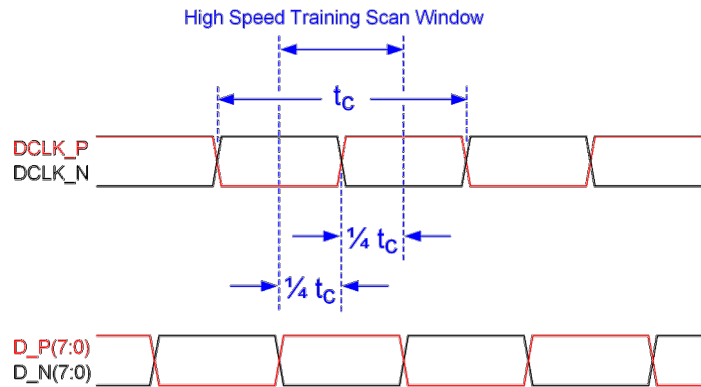 High Speed Training Scan Window
tC
DCLK_P
DCLK_N
¼ tC
¼ tC
D_P(7:0)
D_N(7:0)